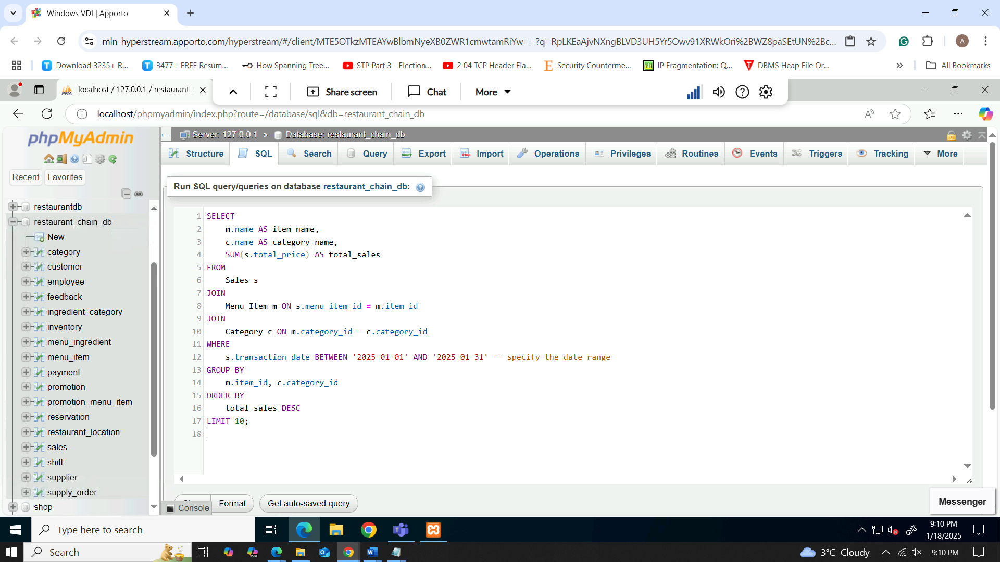 Windows VDI | Apporto
mln-hyperstream.apporto.com/hyperstream/#/client/MTE5OTkzMTEAYwBlbmNyeXB0ZWR1cmwtamRiYw==?q=RpLKEaAjvNXngBLVD3UH5Yr5Owv91XRWkOri%2BWZ8paSEtUN%2Bc...
A
Download 3235+ R...
3477+ FREE Resum...
How Spanning Tree...
STP Part 3 - Election...
2 04 TCP Header Fla...
Security Counterme...
IP Fragmentation: Q...
DBMS Heap File Or...
All Bookmarks
localhost / 127.0.0.1 / restaurant_
Share screen
Chat
More
localhost/phpmyadmin/index.php?route=/database/sql&db=restaurant_chain_db
phpMyAdmin
Server: 127.0.0.1 » Database: restaurant_chain_db
Structure
SQL
Search
Query
Export
Import
Operations
Privileges
Routines
Events
Triggers
Tracking
More
Recent
Favorites
restaurantdb
restaurant_chain_db
New
category
customer
employee
feedback
ingredient_category
inventory
menu_ingredient
menu_item
payment
promotion
promotion_menu_item
reservation
restaurant_location
sales
shift
supplier
supply_order
shop
Run SQL query/queries on database restaurant_chain_db:
1 SELECT
2 m.name AS item_name,
3 c.name AS category_name,
4 SUM(s.total_price) AS total_sales
5 FROM
6 Sales s
7 JOIN
8 Menu_Item m ON s.menu_item_id = m.item_id
9 JOIN
10 Category c ON m.category_id = c.category_id
11 WHERE
12 s.transaction_date BETWEEN '2025-01-01' AND '2025-01-31' -- specify the date range
13 GROUP BY
14 m.item_id, c.category_id
15 ORDER BY
16 total_sales DESC
17 LIMIT 10;
18
Format
Get auto-saved query
Console
Messenger
Type here to search
9:10 PM
1/18/2025
Search
3°C Cloudy
9:10 PM